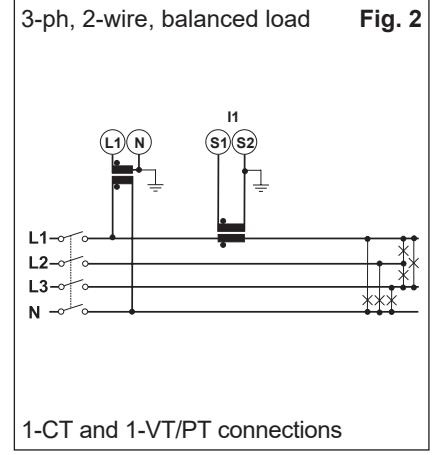 3-ph, 2-wire, balanced load Fig. 2
I1
L1 N S1 S2
L1
L2
L3
N
1-CT and 1-VT/PT connections